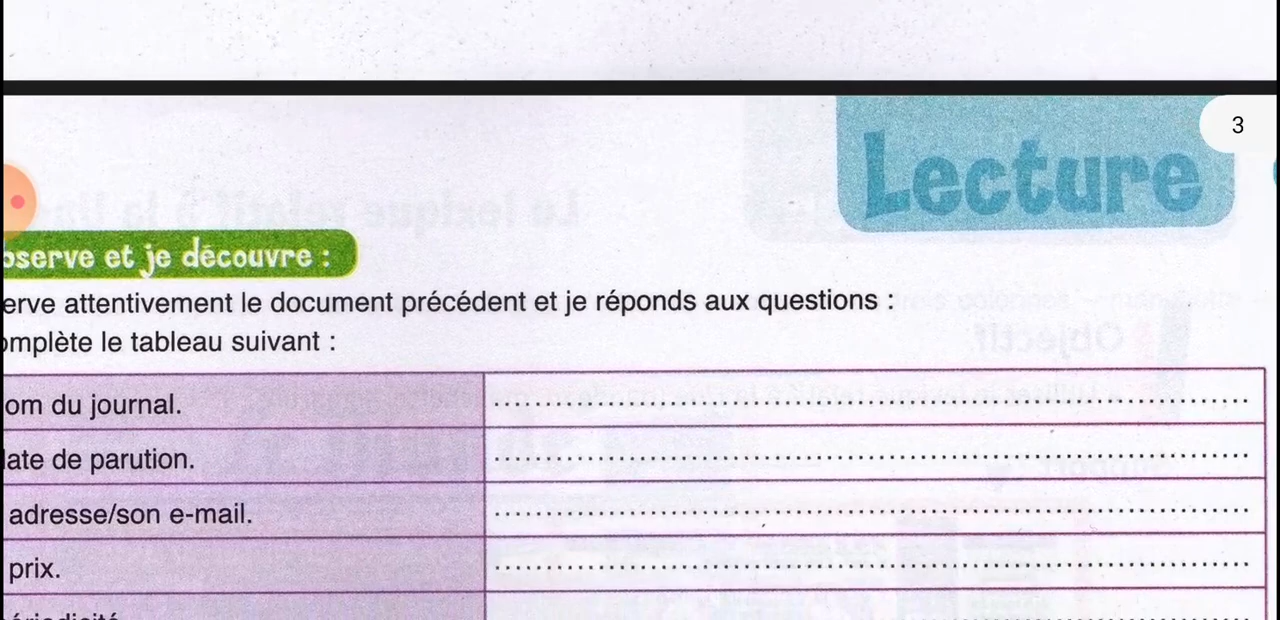 3
Lecture
bserve et je découvre :
erve attentivement le document précédent et je réponds aux questions :
omplète le tableau suivant :
om du journal.
ate de parution.
adresse/son e-mail.
prix.